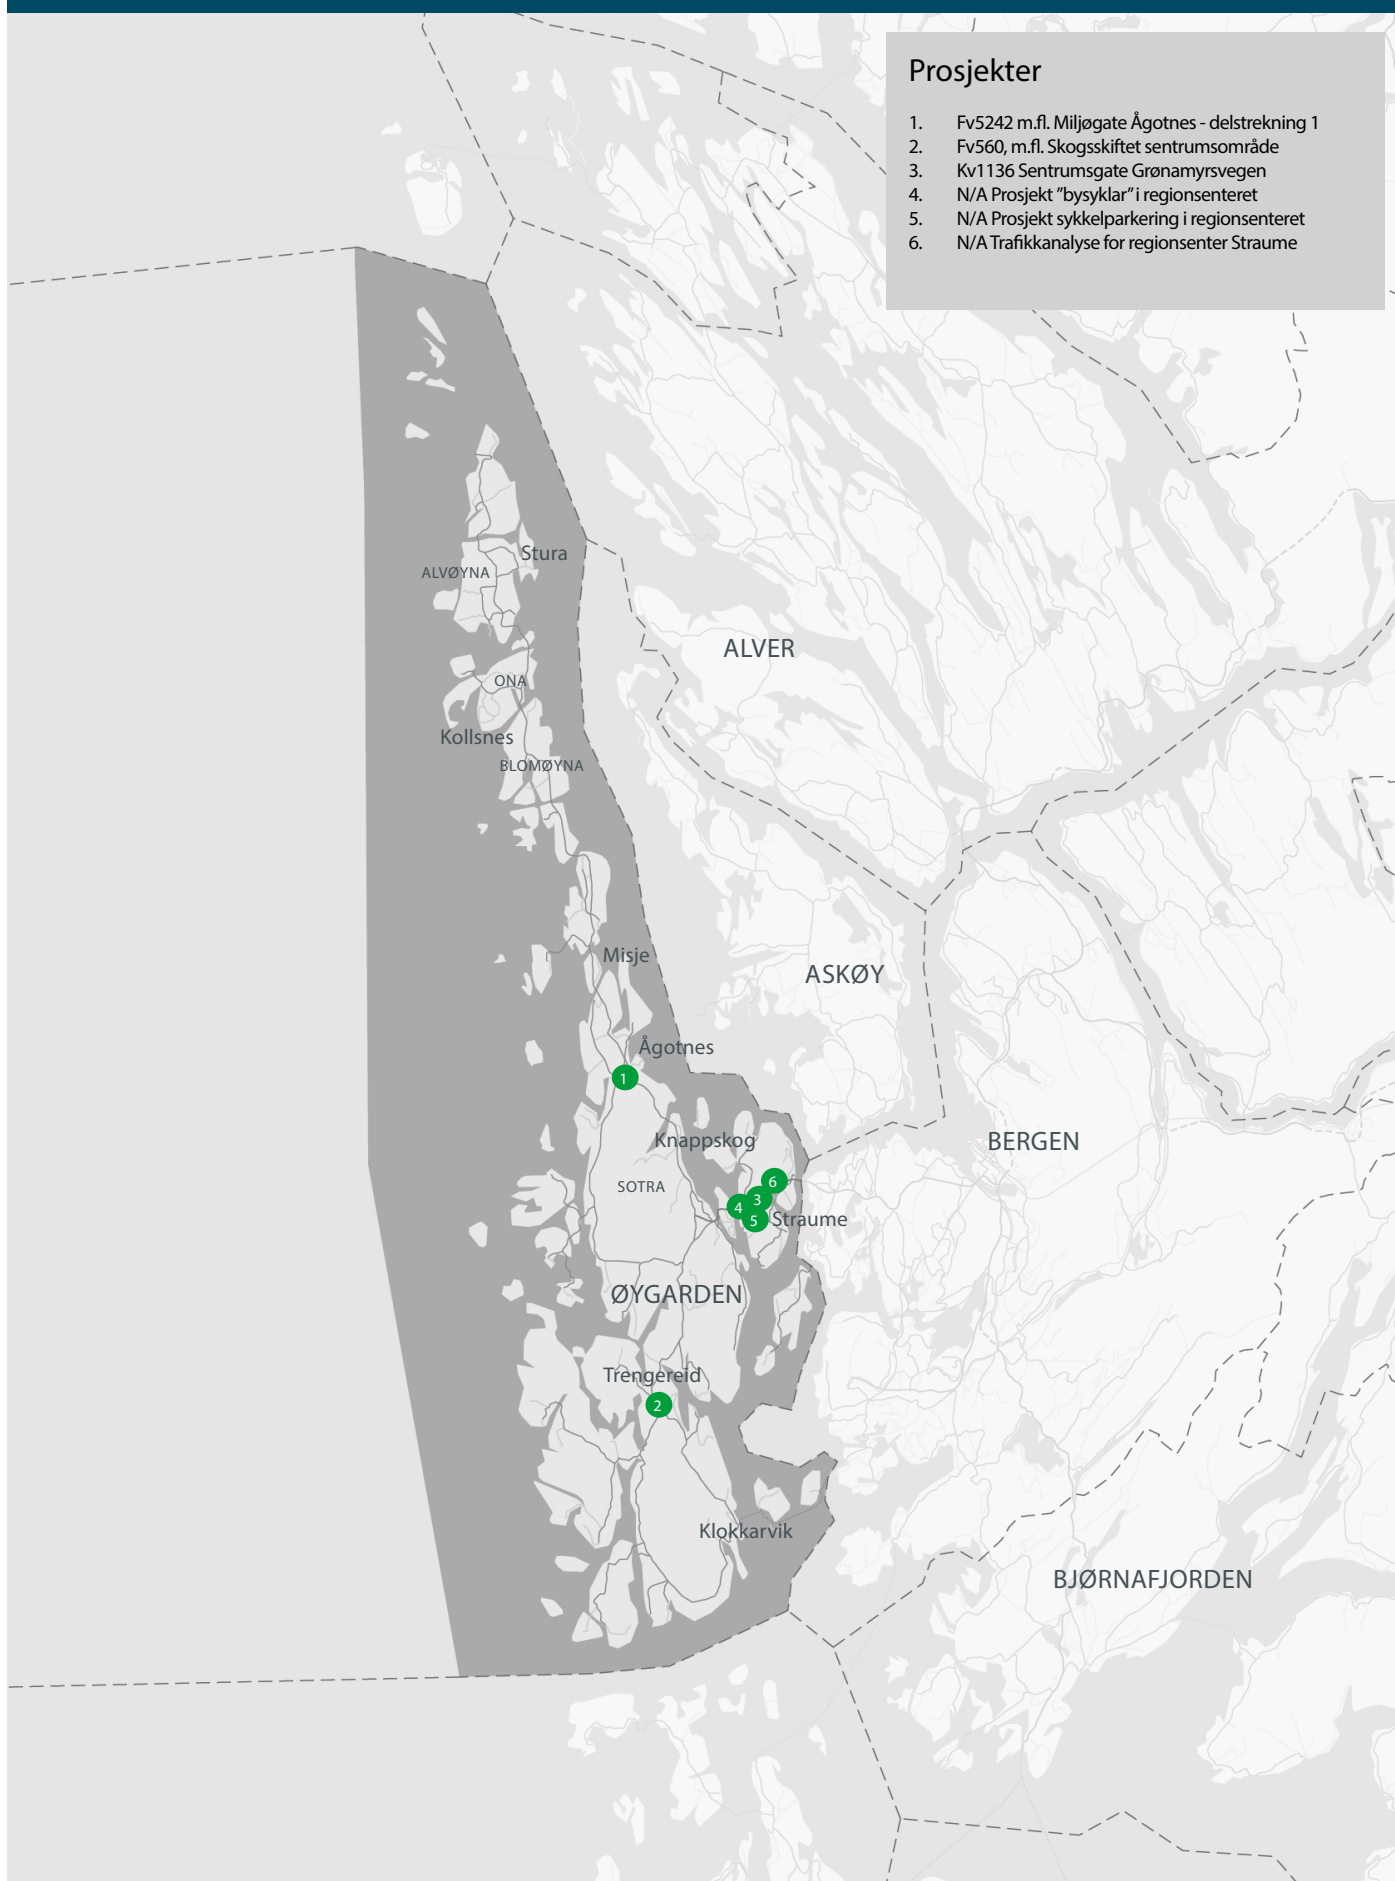 Prosjekter
1. Fv5242 m.fl. Miljøgate Ågotnes - delstrekning 1
2. Fv560, m.fl. Skogsskiftet sentrumsområde
3. Kv1136 Sentrumsgate Grønamyrsvegen
4. N/A Prosjekt ”bysyklar” i regionsenteret
5. N/A Prosjekt sykkelparkering i regionsenteret
6. N/A Trafikkanalyse for regionsenter Straume
Stura
ALVØYNA
ALVER
ONA
Kollsnes
BLOMØYNA
Misje
ASKØY
Ågotnes
1
Knappskog
BERGEN
6
SOTRA
3
4
5
Straume
ØYGARDEN
Trengereid
2
Klokkarvik
BJØRNAFJORDEN